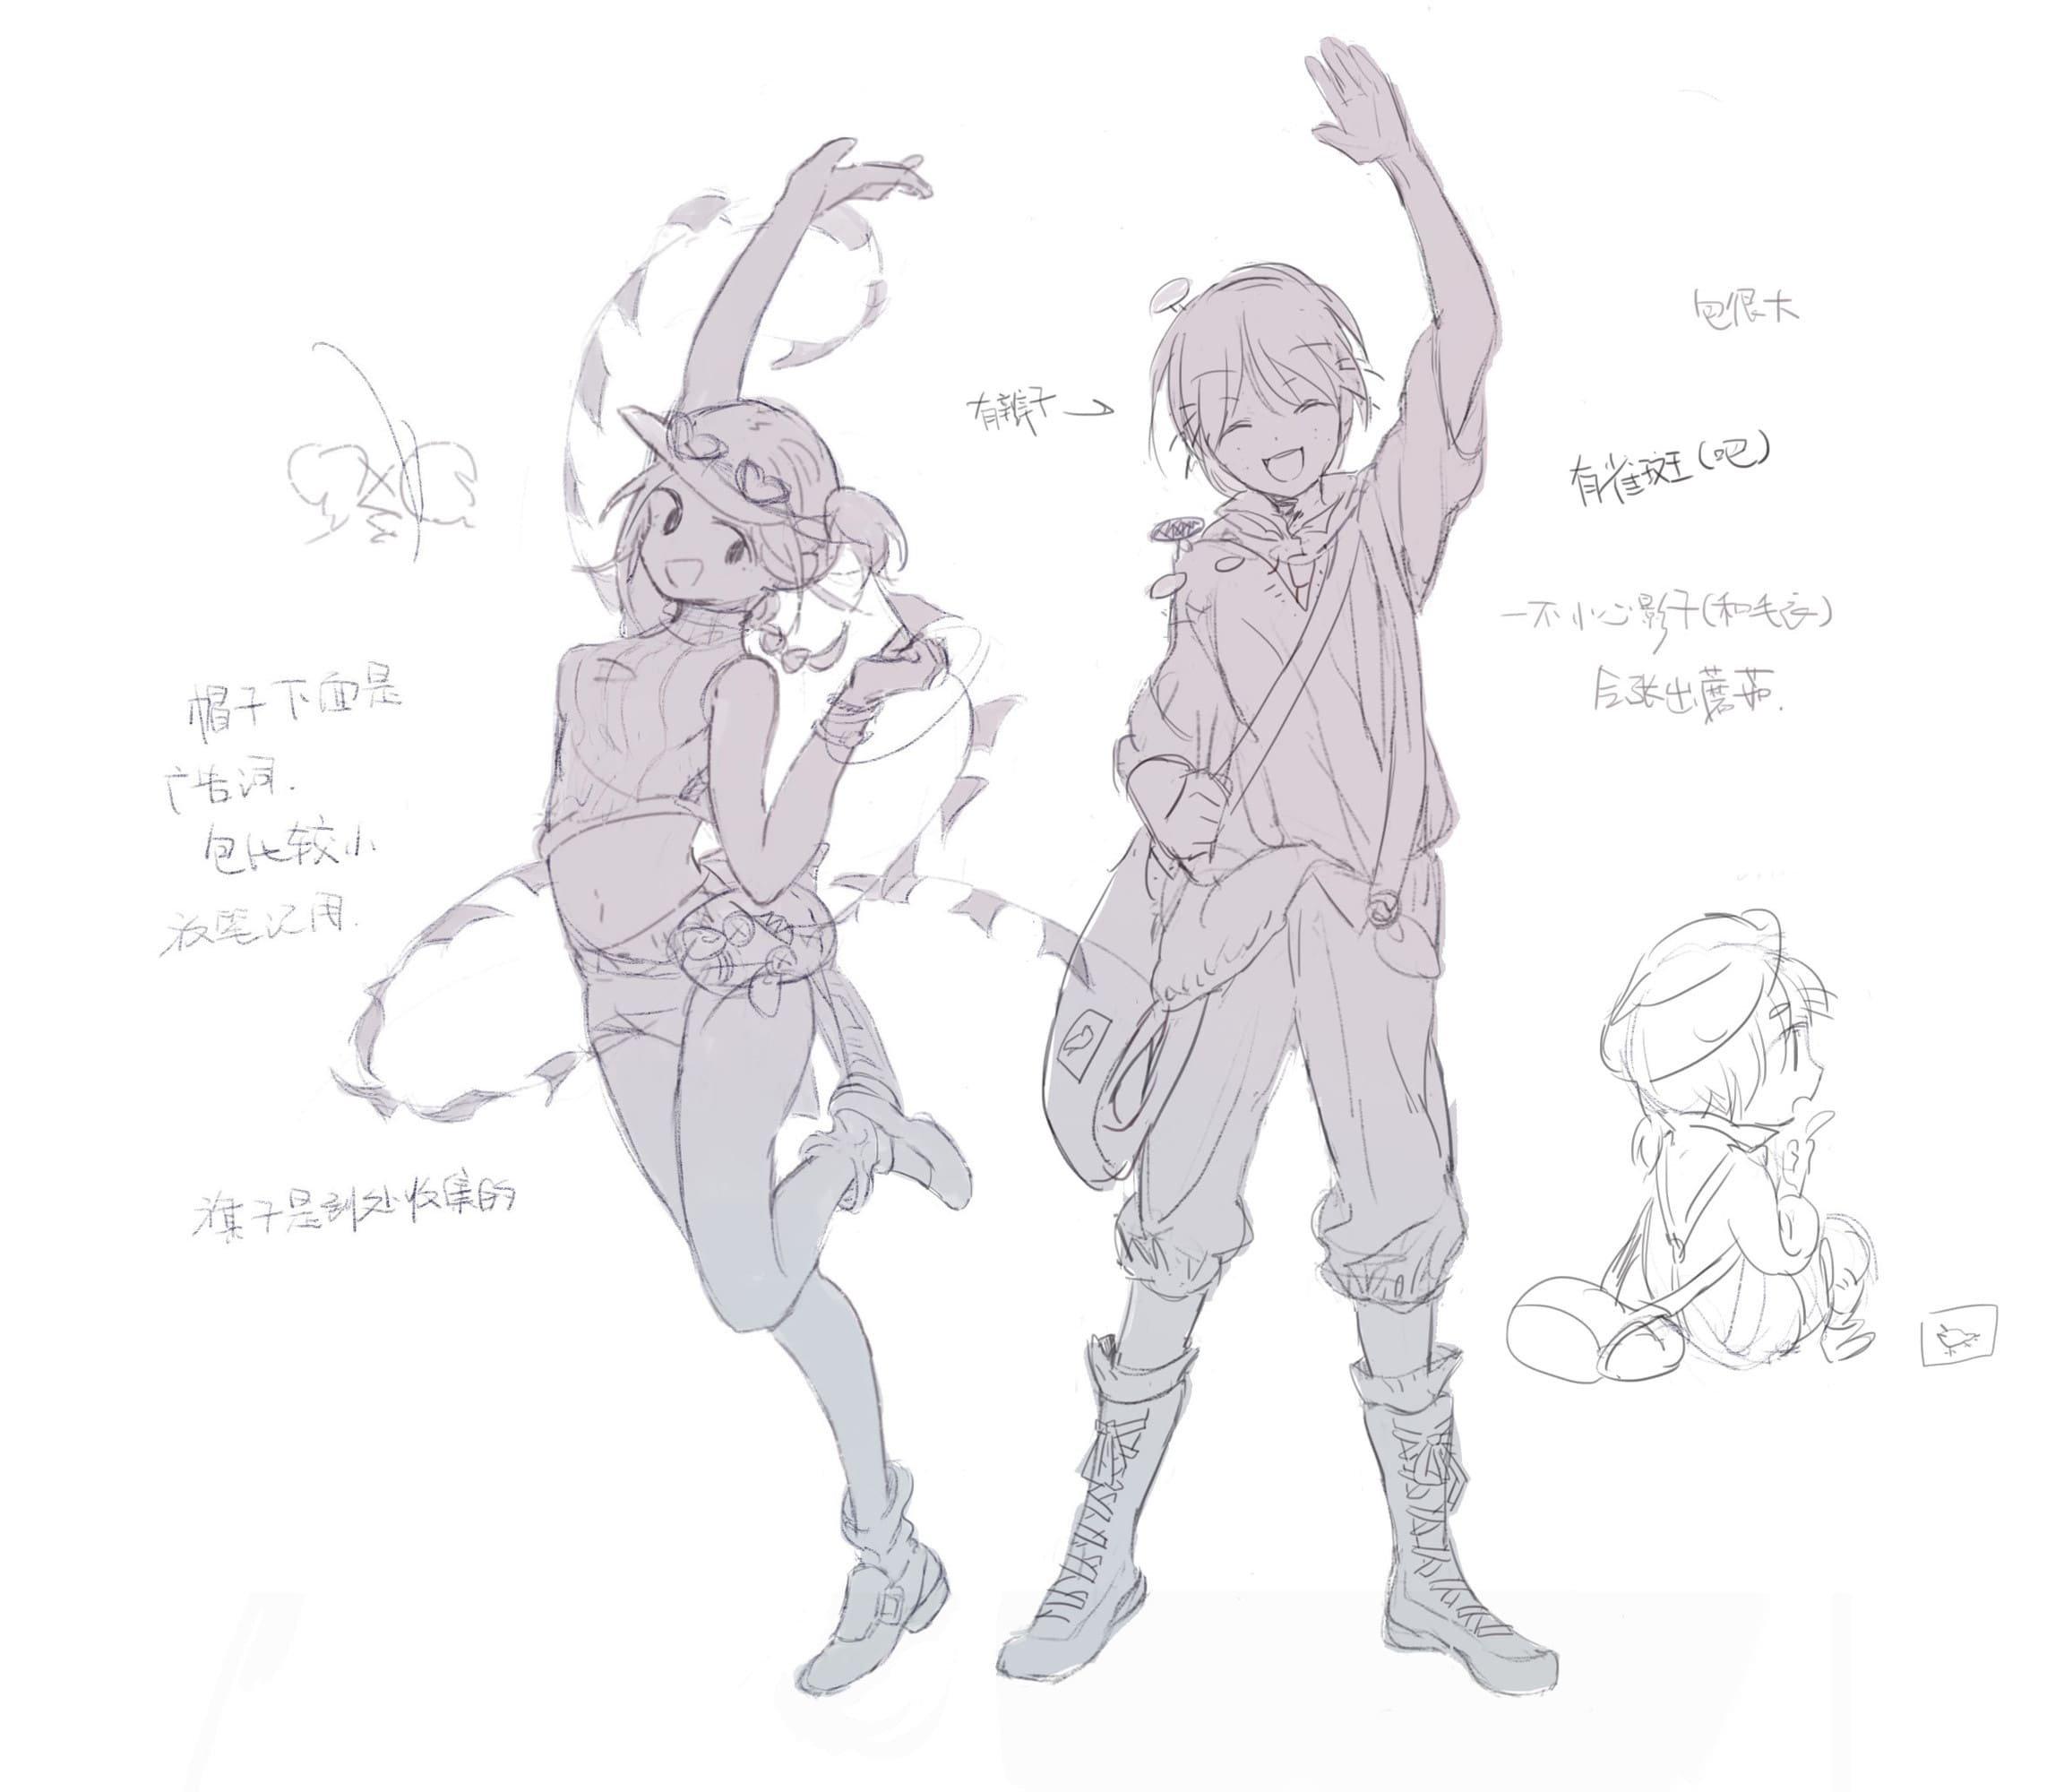 包很大
有辫子
有雀斑(吧)
一不小心影子(和毛衣)
会张出蘑菇.
帽子下面是
广告词.
包比较小
放笔记用.
是到处收集的